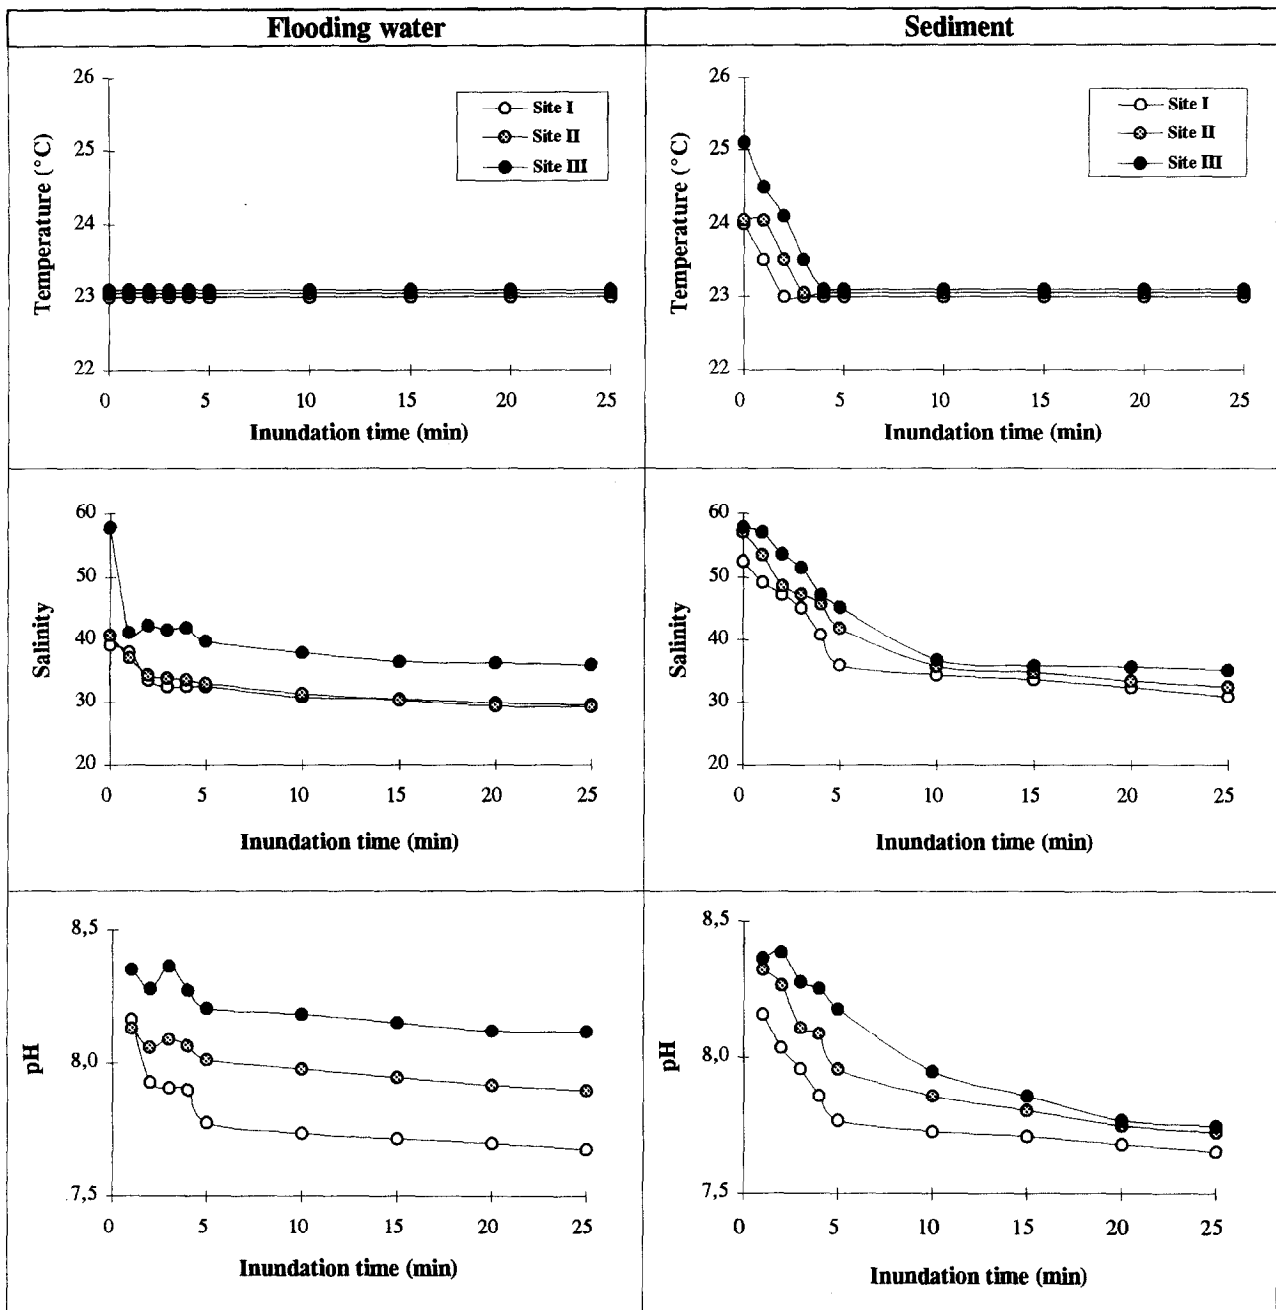 Flooding water
Sediment
26
25
24
23
22
Temperature (°C)
Site I
Site II
Site III
0 5 10 15 20 25
Inundation time (min)
26
25
24
23
22
Temperature (°C)
Site I
Site II
Site III
0 5 10 15 20 25
Inundation time (min)
60
50
40
30
20
Salinity
0 5 10 15 20 25
Inundation time (min)
60
50
40
30
20
Salinity
0 5 10 15 20 25
Inundation time (min)
8,5
8,0
7,5
pH
0 5 10 15 20 25
Inundation time (min)
8,5
8,0
7,5
pH
0 5 10 15 20 25
Inundation time (min)